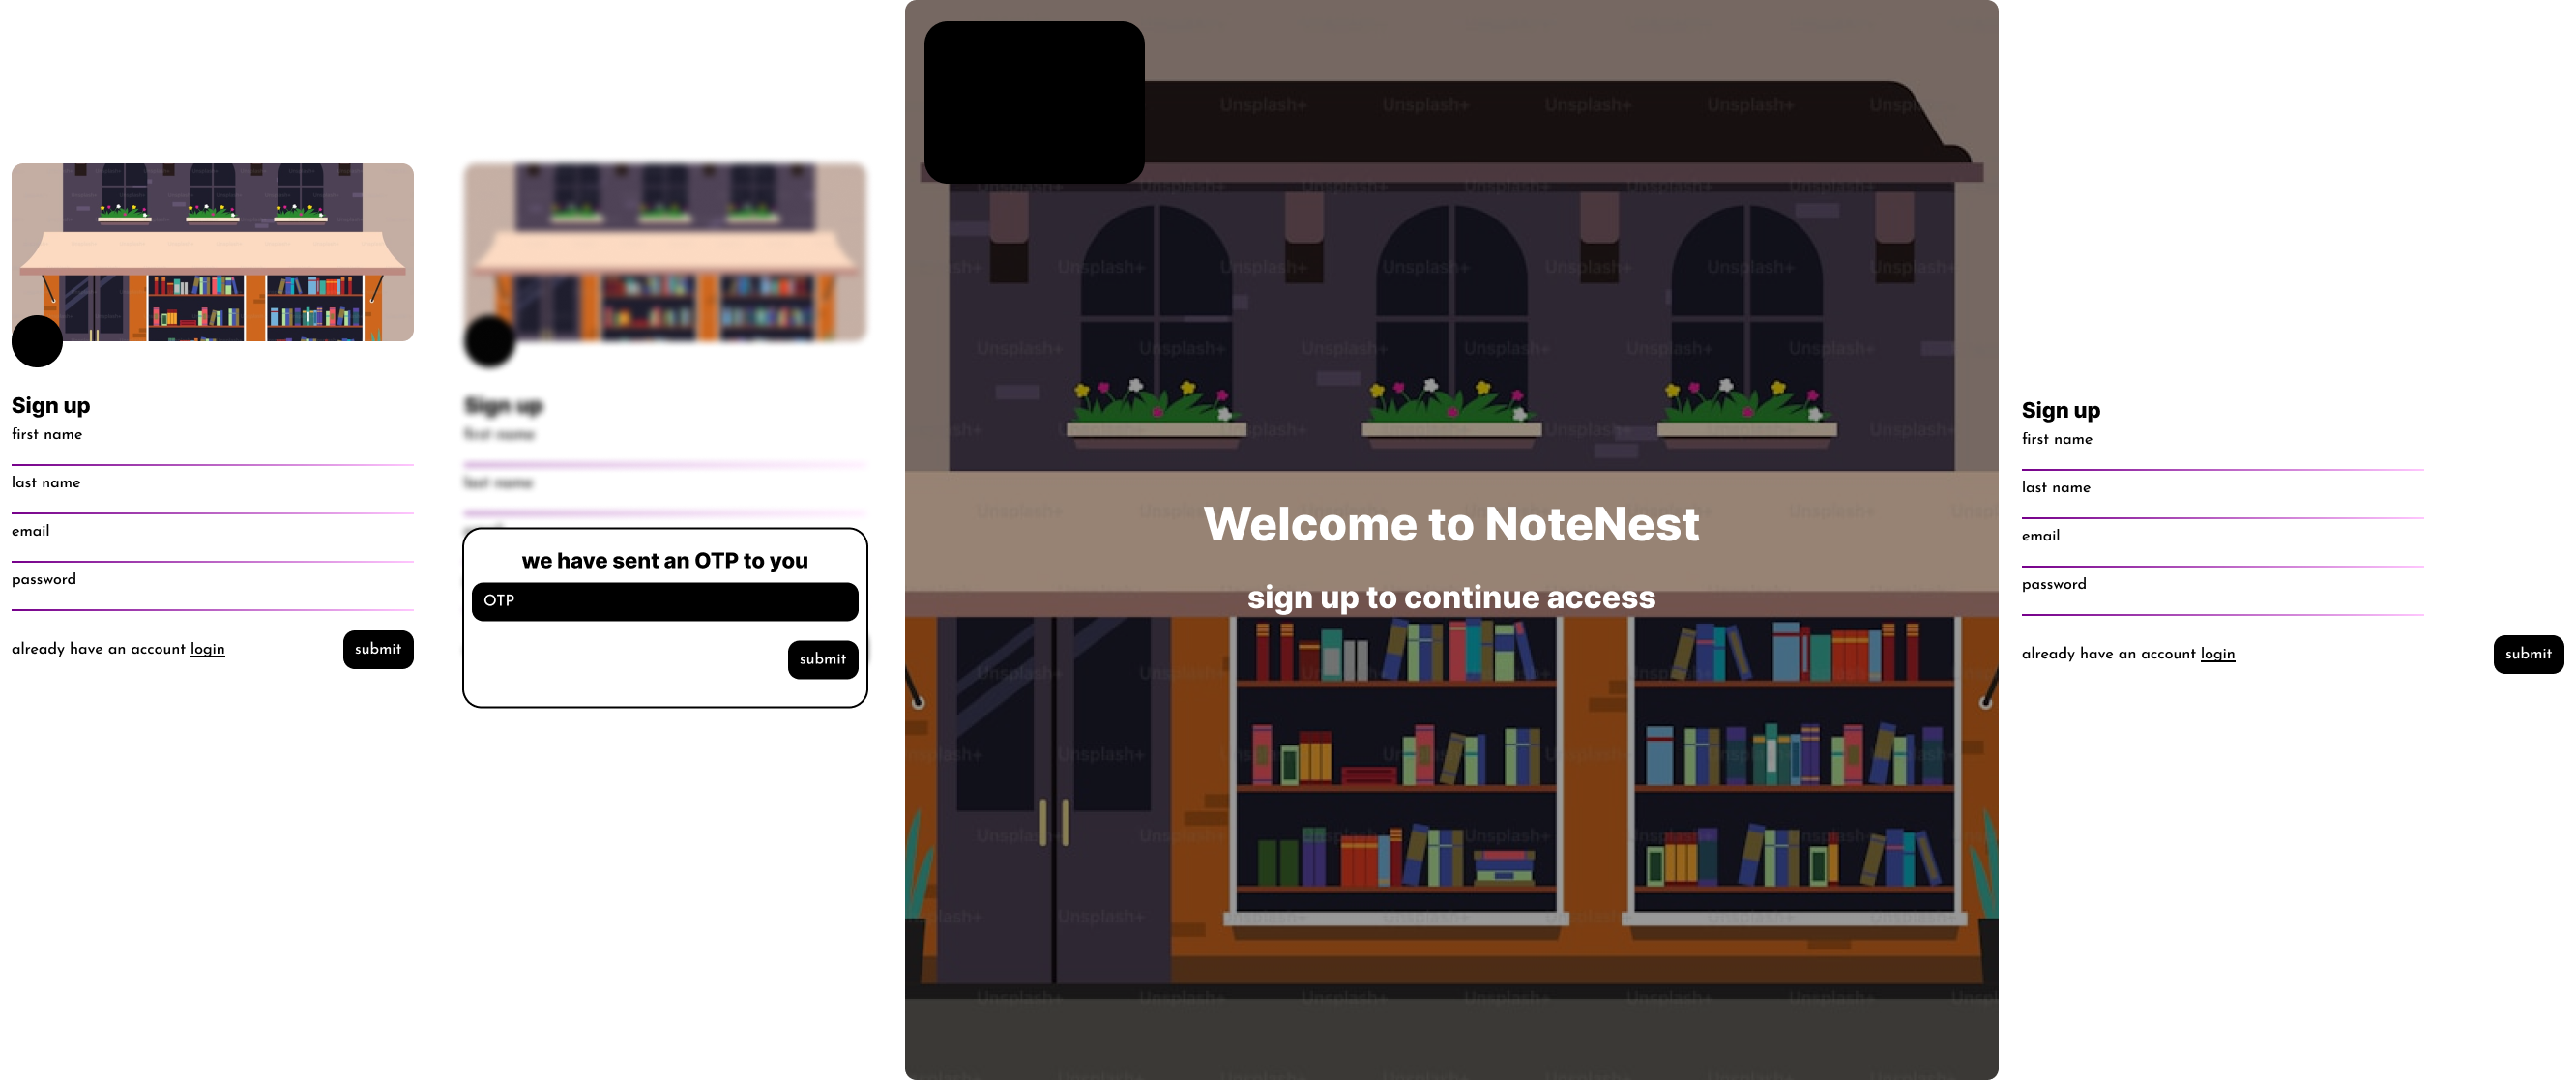 Sign up
first name
last name
email
password
already have an account login
submit
Sign up
first name
last name
we have sent an OTP to you
OTP
submit
Unsplash+ Unsplash+ Unsplash+ Unsplash+
Welcome to NoteNest
sign up to continue access
Sign up
first name
last name
email
password
already have an account login
submit